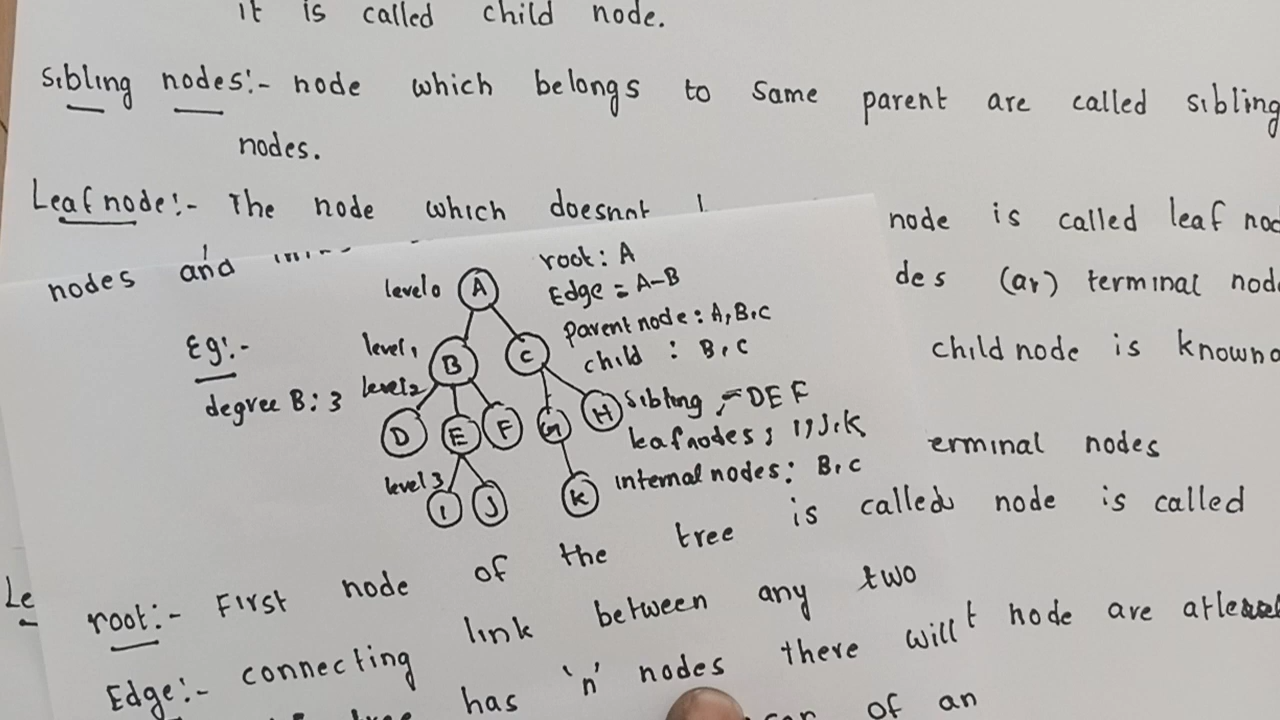 it is called child node.
Sibling nodes:- node which belongs to same parent are called sibling
nodes.
Leaf node:- The node which doesnot
node is called leaf nod
nodes and
des (or) terminal node
child node is known
erminal nodes
root: A
Edge = A-B
Parent node: A, B, C
child : B, C
Sibling :- DEF
leaf nodes : I, J, K
internal nodes: B, C
Eg:-
degree B: 3
level 0 A
level 1 B C
level 2
D E F G H
level 3
I J K
root:- First node of the tree is called node is called
Edge:- connecting link between any two
tree has 'n' nodes there will
t node are atleast
of an
Le